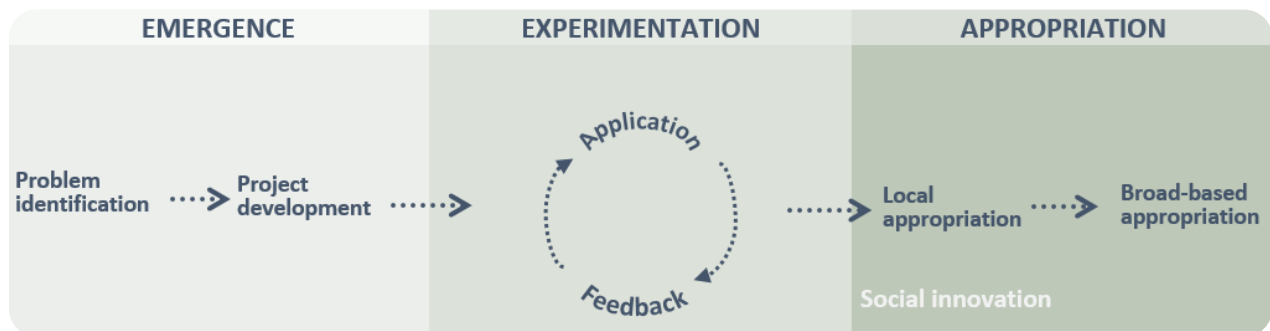 EMERGENCE
EXPERIMENTATION
APPROPRIATION
Problem
identification
Project
development
Application
Feedback
Local
appropriation
Broad-based
appropriation
Social innovation